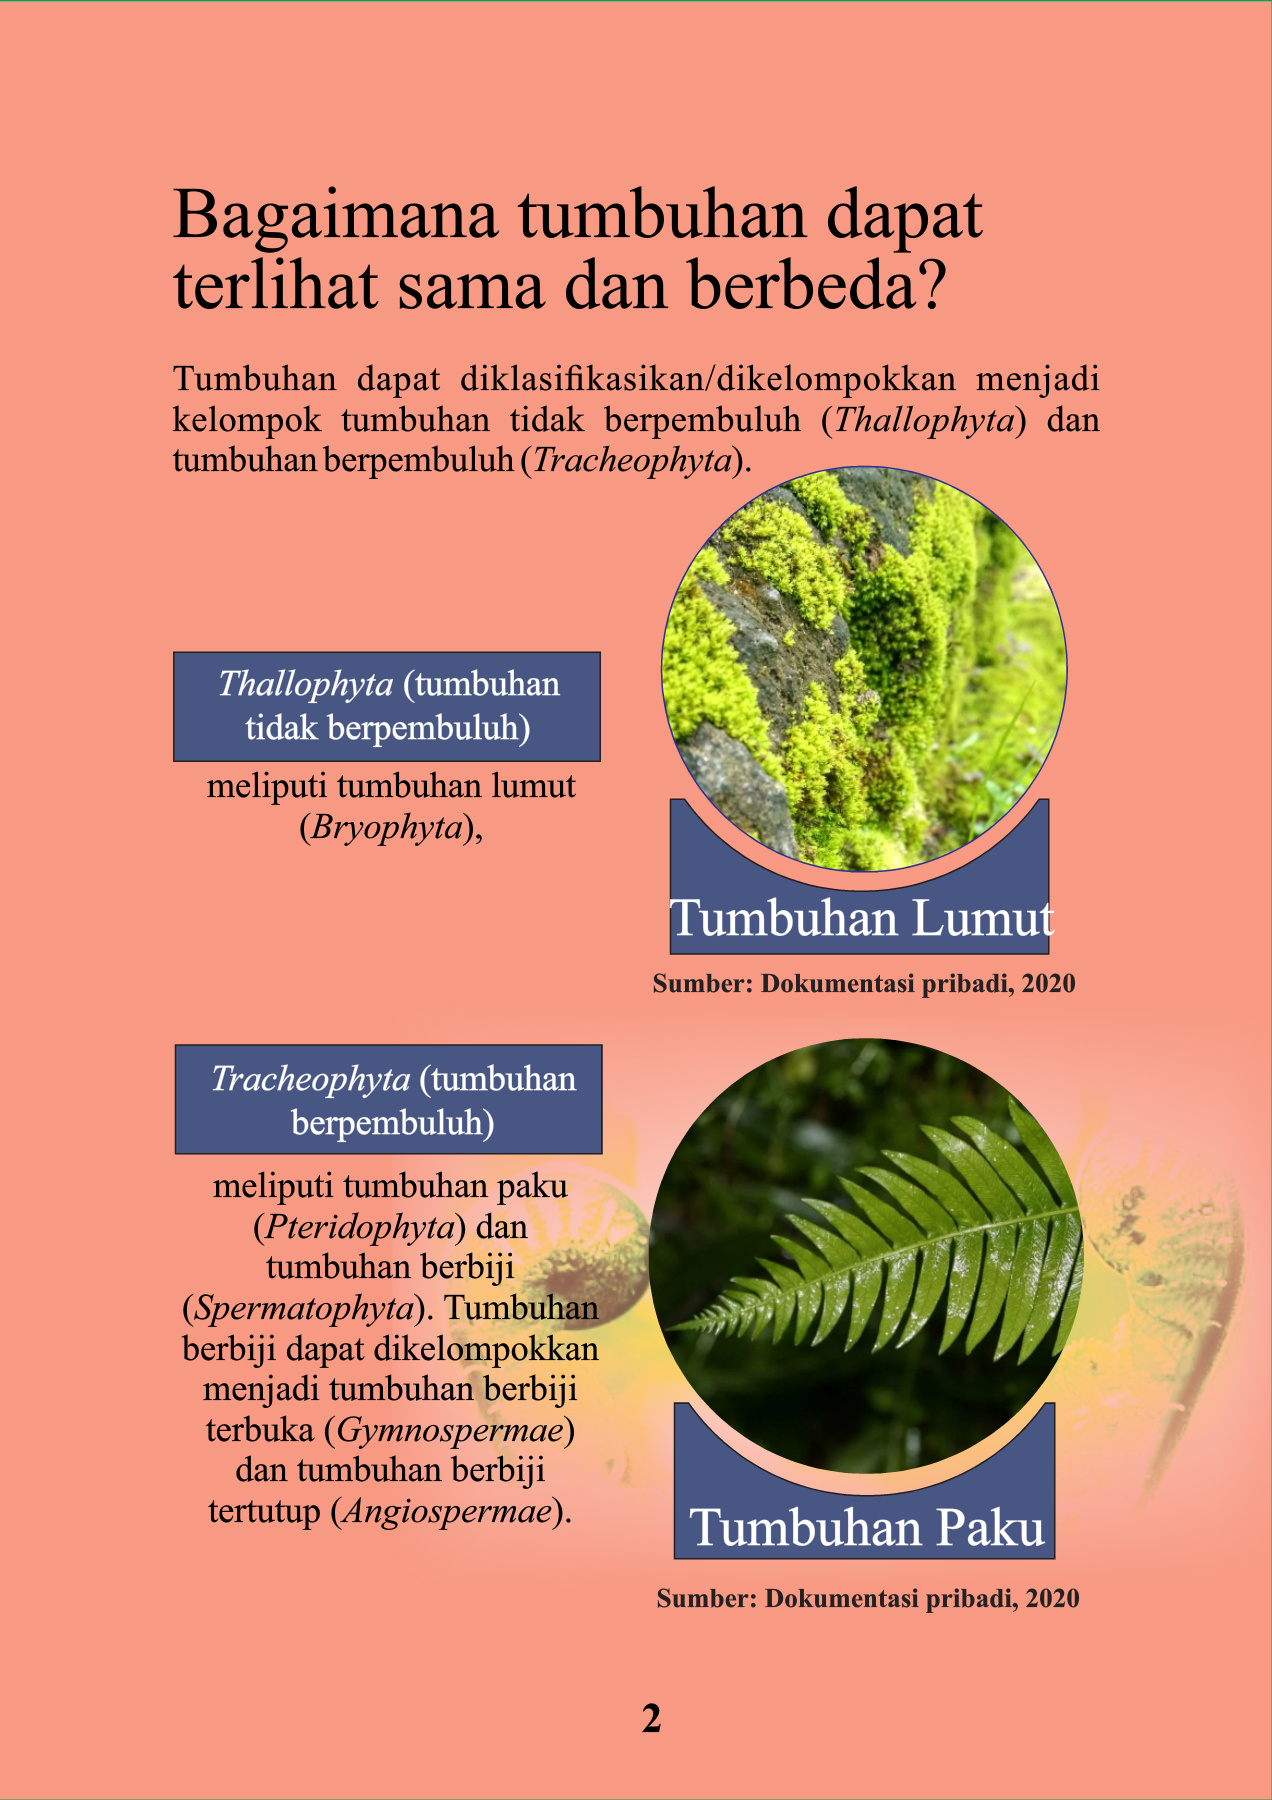 Bagaimana tumbuhan dapat
terlihat sama dan berbeda?
Tumbuhan dapat diklasifikasikan/dikelompokkan menjadi
kelompok tumbuhan tidak berpembuluh (Thallophyta) dan
tumbuhan berpembuluh (Tracheophyta).
Thallophyta (tumbuhan
tidak berpembuluh)
meliputi tumbuhan lumut
(Bryophyta),
Tumbuhan Lumut
Sumber: Dokumentasi pribadi, 2020
Tracheophyta (tumbuhan
berpembuluh)
meliputi tumbuhan paku
(Pteridophyta) dan
tumbuhan berbiji
(Spermatophyta). Tumbuhan
berbiji dapat dikelompokkan
menjadi tumbuhan berbiji
terbuka (Gymnospermae)
dan tumbuhan berbiji
tertutup (Angiospermae).
Tumbuhan Paku
Sumber: Dokumentasi pribadi, 2020
2